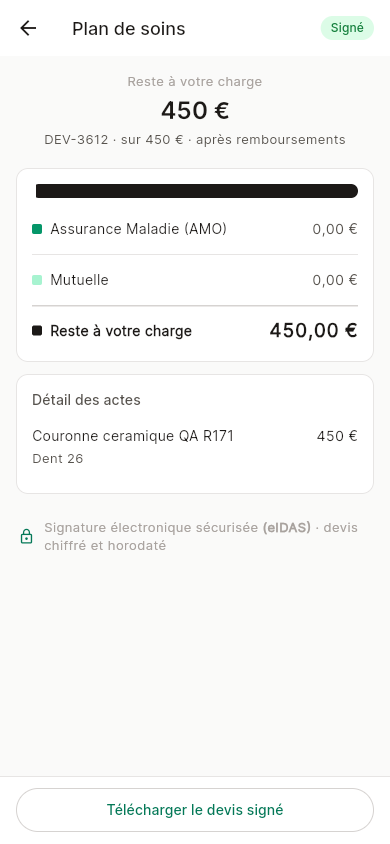 Plan de soins
Signé
Reste à votre charge
450 €
DEV-3612 · sur 450 € · après remboursements
Assurance Maladie (AMO) 0,00 €
Mutuelle 0,00 €
Reste à votre charge 450,00 €
Détail des actes
Couronne ceramique QA R171 450 €
Dent 26
Signature électronique sécurisée (eIDAS) · devis
chiffré et horodaté
Télécharger le devis signé